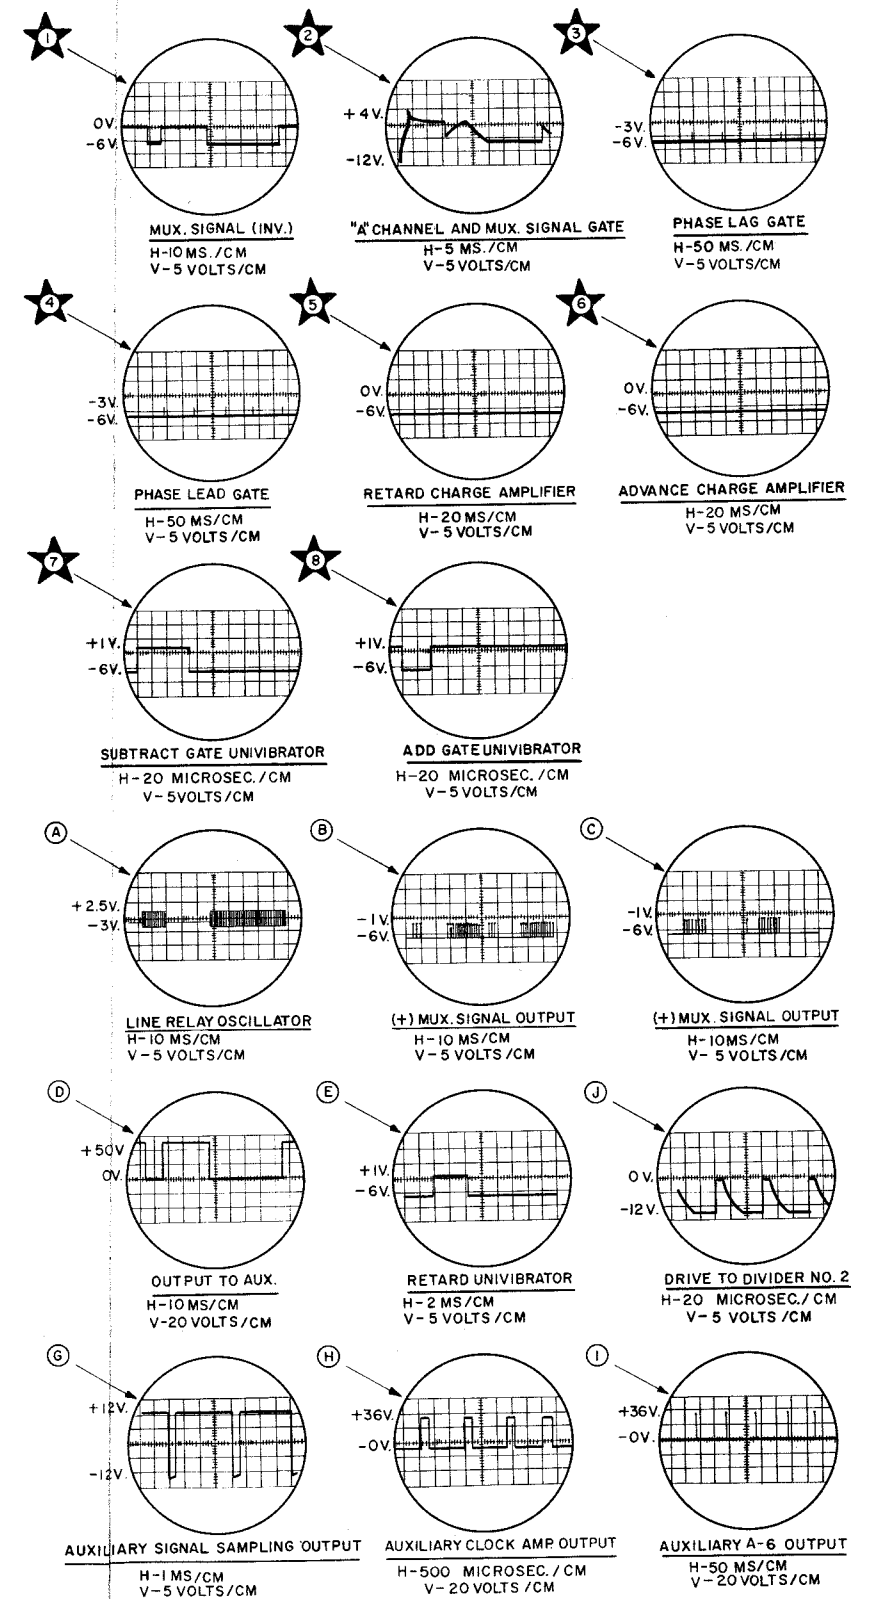 1
0V.
-6V.
MUX. SIGNAL (INV.)
H-10 MS./CM
V-5 VOLTS/CM
2
+4V.
-12V.
"A" CHANNEL AND MUX. SIGNAL GATE
H-5 MS./CM
V-5 VOLTS/CM
3
-3V.
-6V.
PHASE LAG GATE
H-50 MS./CM
V-5 VOLTS/CM
4
-3V.
-6V.
PHASE LEAD GATE
H-50 MS/CM
V-5 VOLTS/CM
5
0V.
-6V.
RETARD CHARGE AMPLIFIER
H-20 MS/CM
V-5 VOLTS/CM
6
0V.
-6V.
ADVANCE CHARGE AMPLIFIER
H-20 MS/CM
V-5 VOLTS/CM
7
+1V.
-6V.
SUBTRACT GATE UNIVIBRATOR
H-20 MICROSEC./CM
V-5VOLTS/CM
8
+1V.
-6V.
ADD GATE UNIVIBRATOR
H-20 MICROSEC./CM
V-5 VOLTS/CM
A
+2.5V.
-3V.
LINE RELAY OSCILLATOR
H-10 MS/CM
V-5 VOLTS/CM
B
-1V.
-6V.
(+) MUX. SIGNAL OUTPUT
H-10 MS/CM
V-5 VOLTS/CM
C
-1V.
-6V.
(+) MUX. SIGNAL OUTPUT
H-10MS/CM
V-5 VOLTS/CM
D
+50V
0V.
OUTPUT TO AUX.
H-10 MS/CM
V-20 VOLTS/CM
E
+1V.
-6V.
RETARD UNIVIBRATOR
H-2 MS/CM
V-5 VOLTS/CM
J
0V.
-12V.
DRIVE TO DIVIDER NO. 2
H-20 MICROSEC./CM
V-5 VOLTS/CM
G
+12V.
-12V.
AUXILIARY SIGNAL SAMPLING OUTPUT
H-1 MS/CM
V-5 VOLTS/CM
H
+36V.
-0V.
AUXILIARY CLOCK AMP. OUTPUT
H-500 MICROSEC./CM
V-20 VOLTS/CM
I
+36V.
-0V.
AUXILIARY A-6 OUTPUT
H-50 MS/CM
V-20 VOLTS/CM